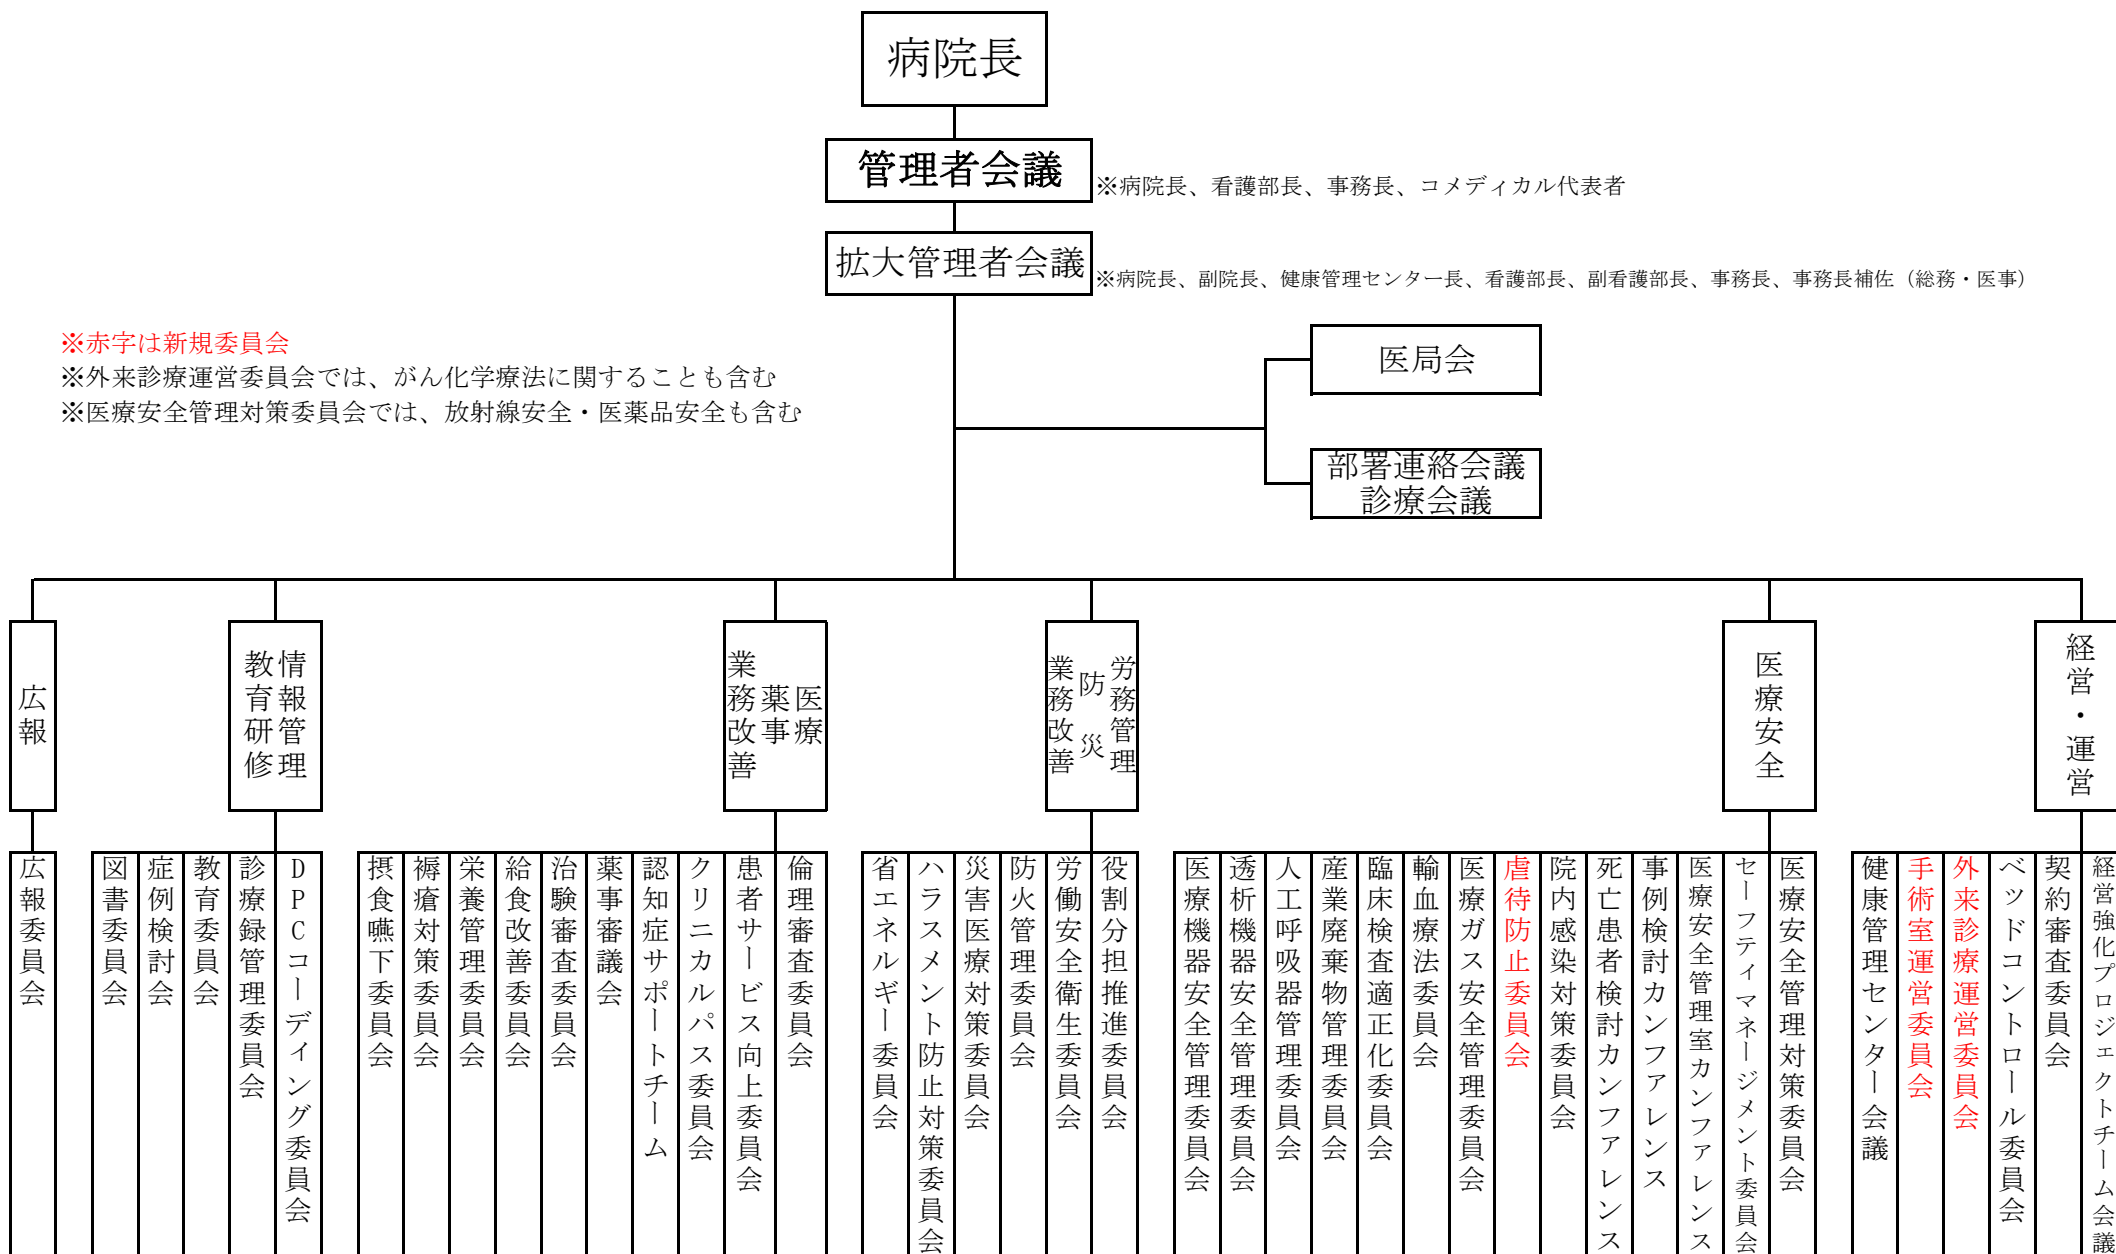 病院長
管理者会議
※病院長、看護部長、事務長、コメディカル代表者
拡大管理者会議
※病院長、副院長、健康管理センター長、看護部長、副看護部長、事務長、事務長補佐（総務・医事）
※赤字は新規委員会
※外来診療運営委員会では、がん化学療法に関することも含む
※医療安全管理対策委員会では、放射線安全・医薬品安全も含む
医局会
部署連絡会議
診療会議
経営・運営
医療安全
労務管理
防災
業務改善
医療
薬事
業務改善
情報管理
教育研修
広報
経営強化プロジェクトチーム会議
契約審査委員会
ベッドコントロール委員会
外来診療運営委員会
手術室運営委員会
健康管理センター会議
医療安全管理対策委員会
セーフティマネージメント委員会
医療安全管理室カンファレンス
事例検討カンファレンス
死亡患者検討カンファレンス
院内感染対策委員会
虐待防止委員会
医療ガス安全管理委員会
輸血療法委員会
臨床検査適正化委員会
産業廃棄物管理委員会
人工呼吸器管理委員会
透析機器安全管理委員会
医療機器安全管理委員会
役割分担推進委員会
労働安全衛生委員会
防火管理委員会
災害医療対策委員会
ハラスメント防止対策委員会
省エネルギー委員会
倫理審査委員会
患者サービス向上委員会
クリニカルパス委員会
認知症サポートチーム
薬事審議会
治験審査委員会
給食改善委員会
栄養管理委員会
褥瘡対策委員会
摂食嚥下委員会
DPCコーディング委員会
診療録管理委員会
教育委員会
症例検討会
図書委員会
広報委員会